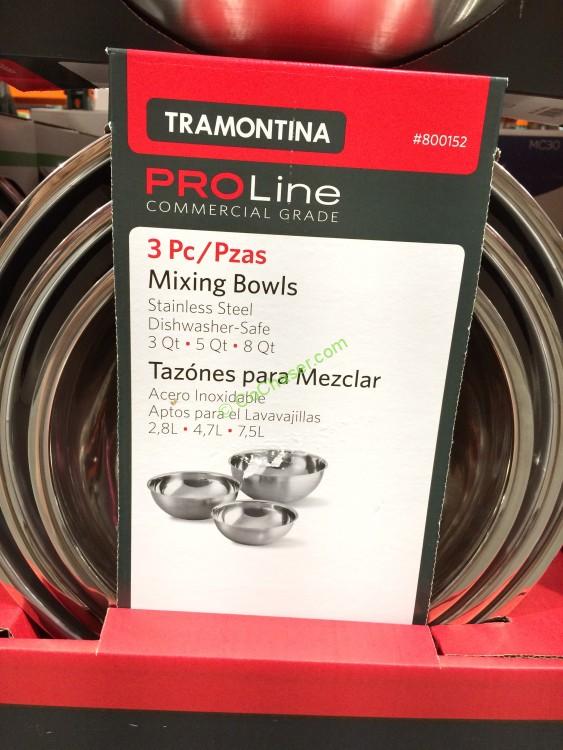 TRAMONTINA
#800152
MC30
PROLine
COMMERCIAL GRADE
3 Pc/Pzas
Mixing Bowls
Stainless Steel
Dishwasher-Safe
3 Qt • 5 Qt • 8 Qt
Tazónes para Mezclar
Acero Inoxidable
Aptos para el Lavavajillas
2,8L • 4,7L • 7,5L